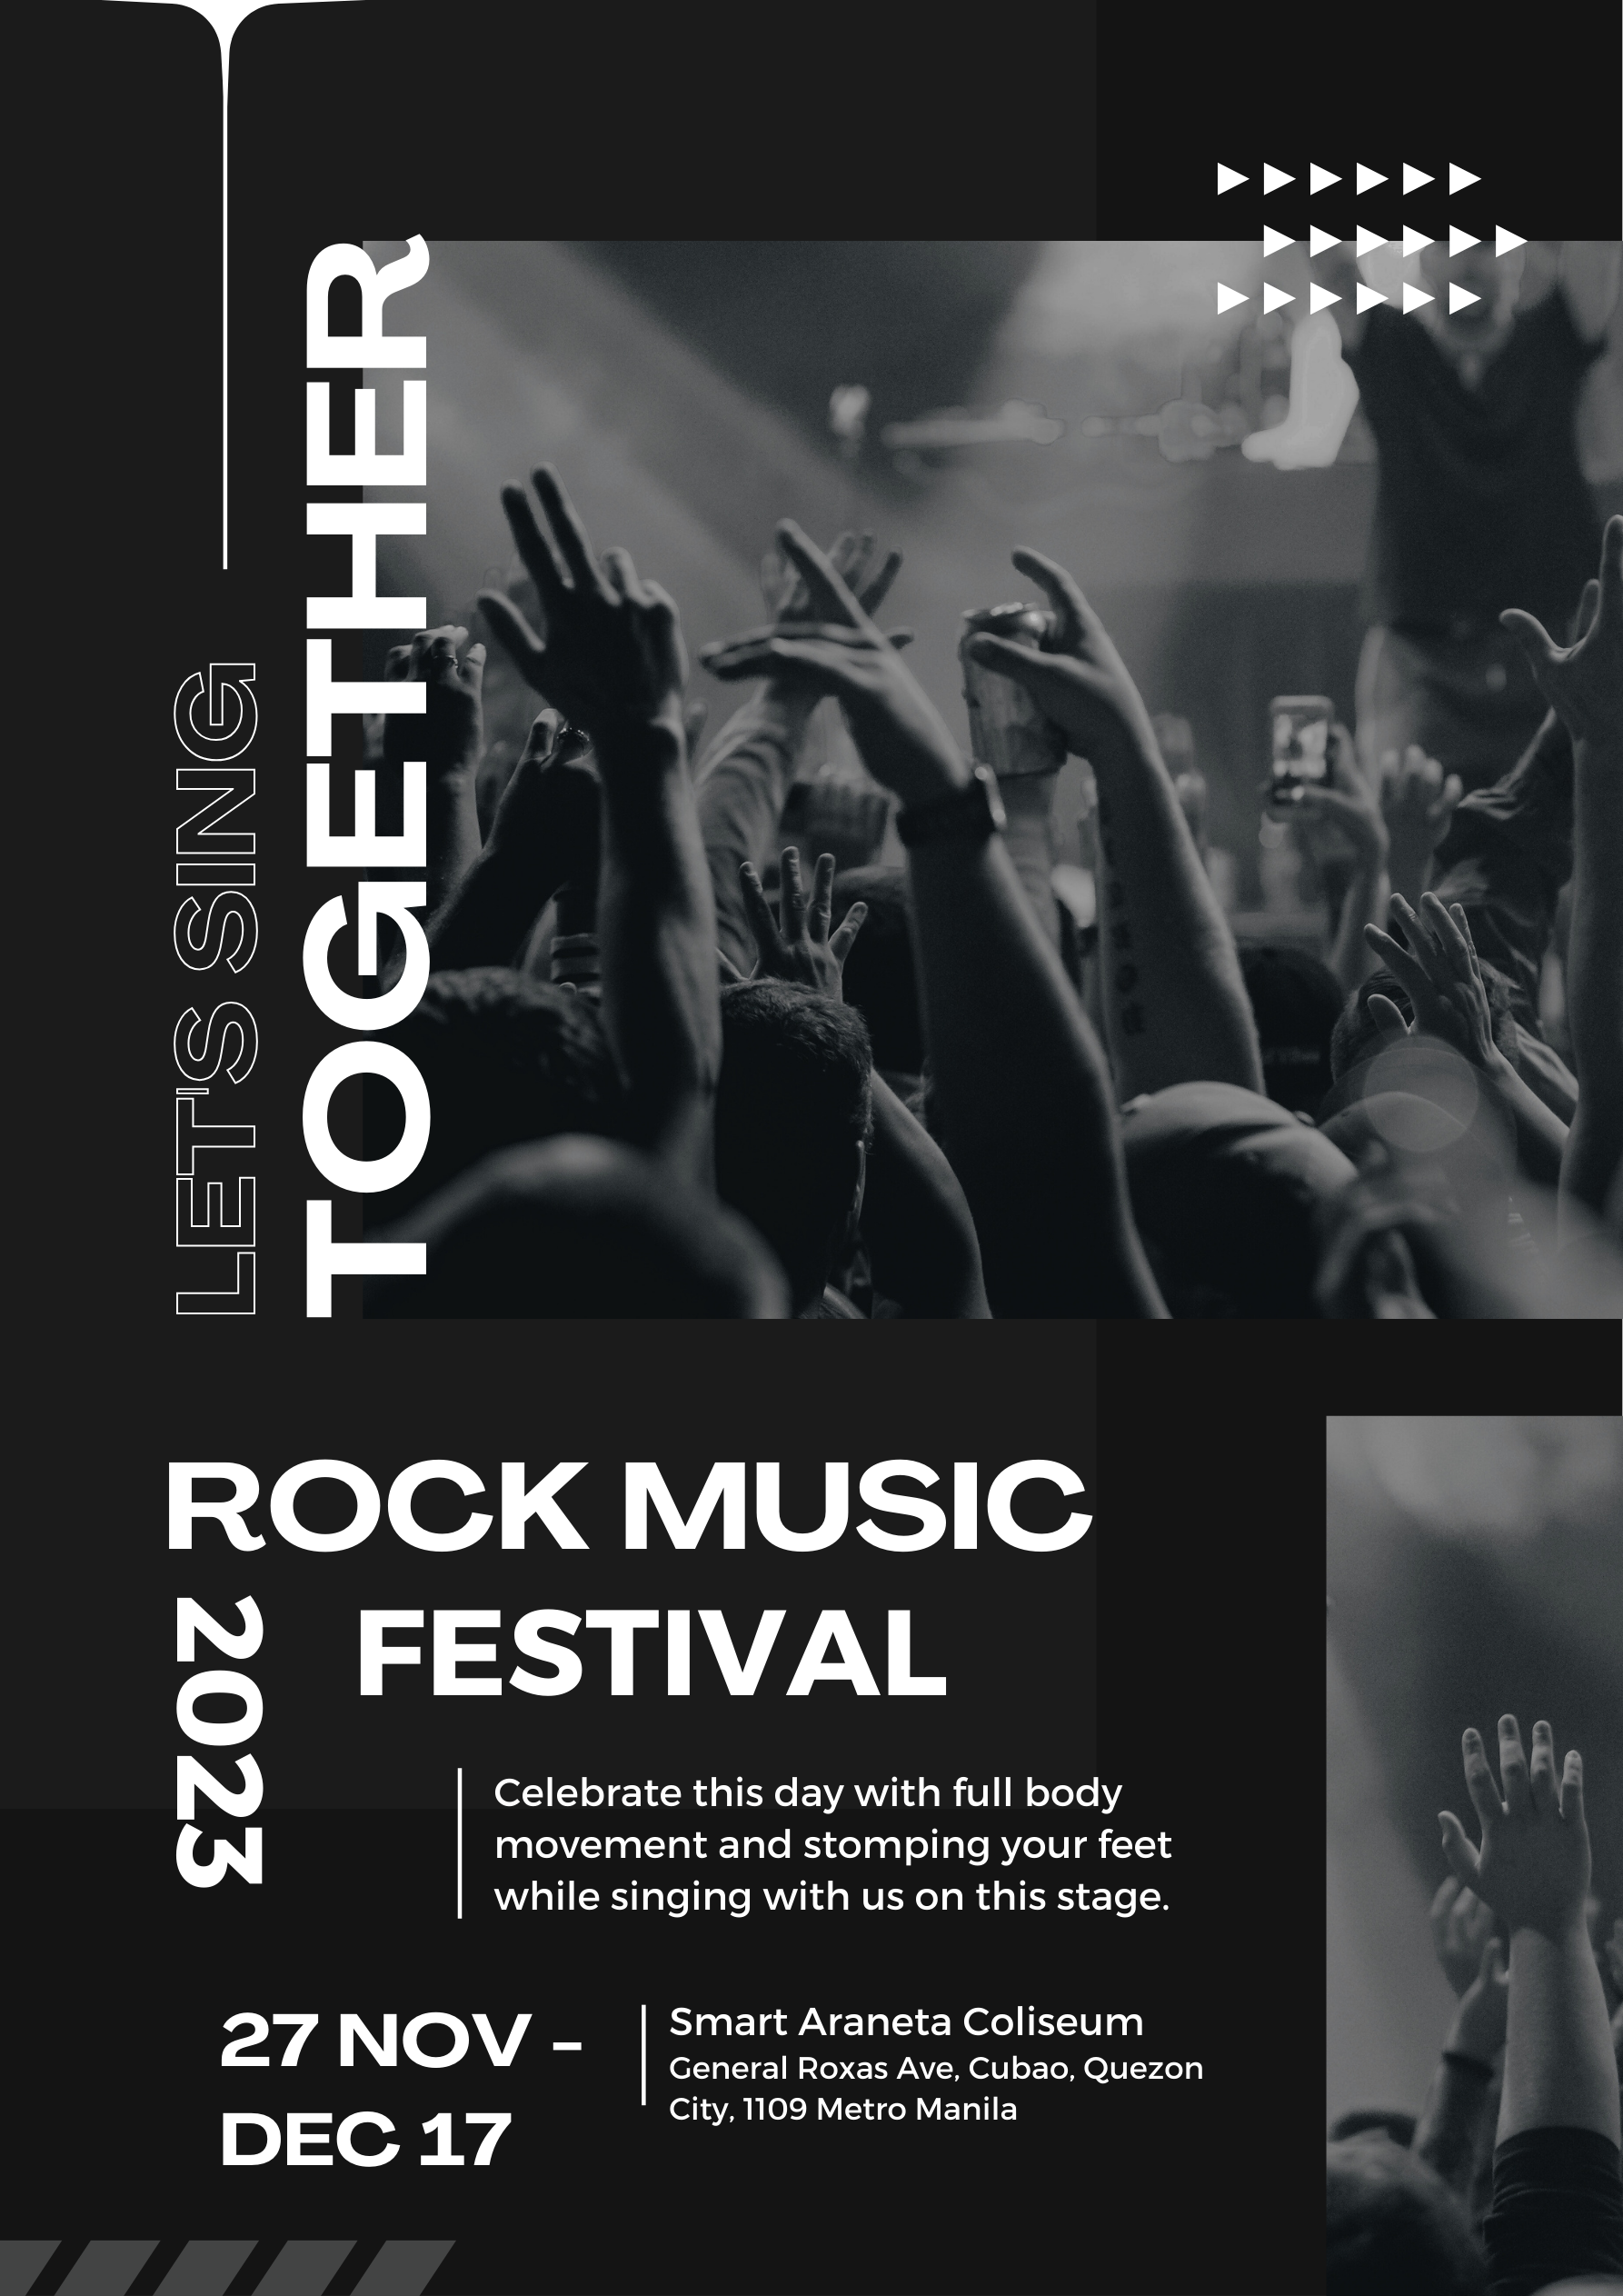 LET'S SING
TOGETHER
ROCK MUSIC
FESTIVAL
2023
Celebrate this day with full body
movement and stomping your feet
while singing with us on this stage.
27 NOV -
DEC 17
Smart Araneta Coliseum
General Roxas Ave, Cubao, Quezon
City, 1109 Metro Manila